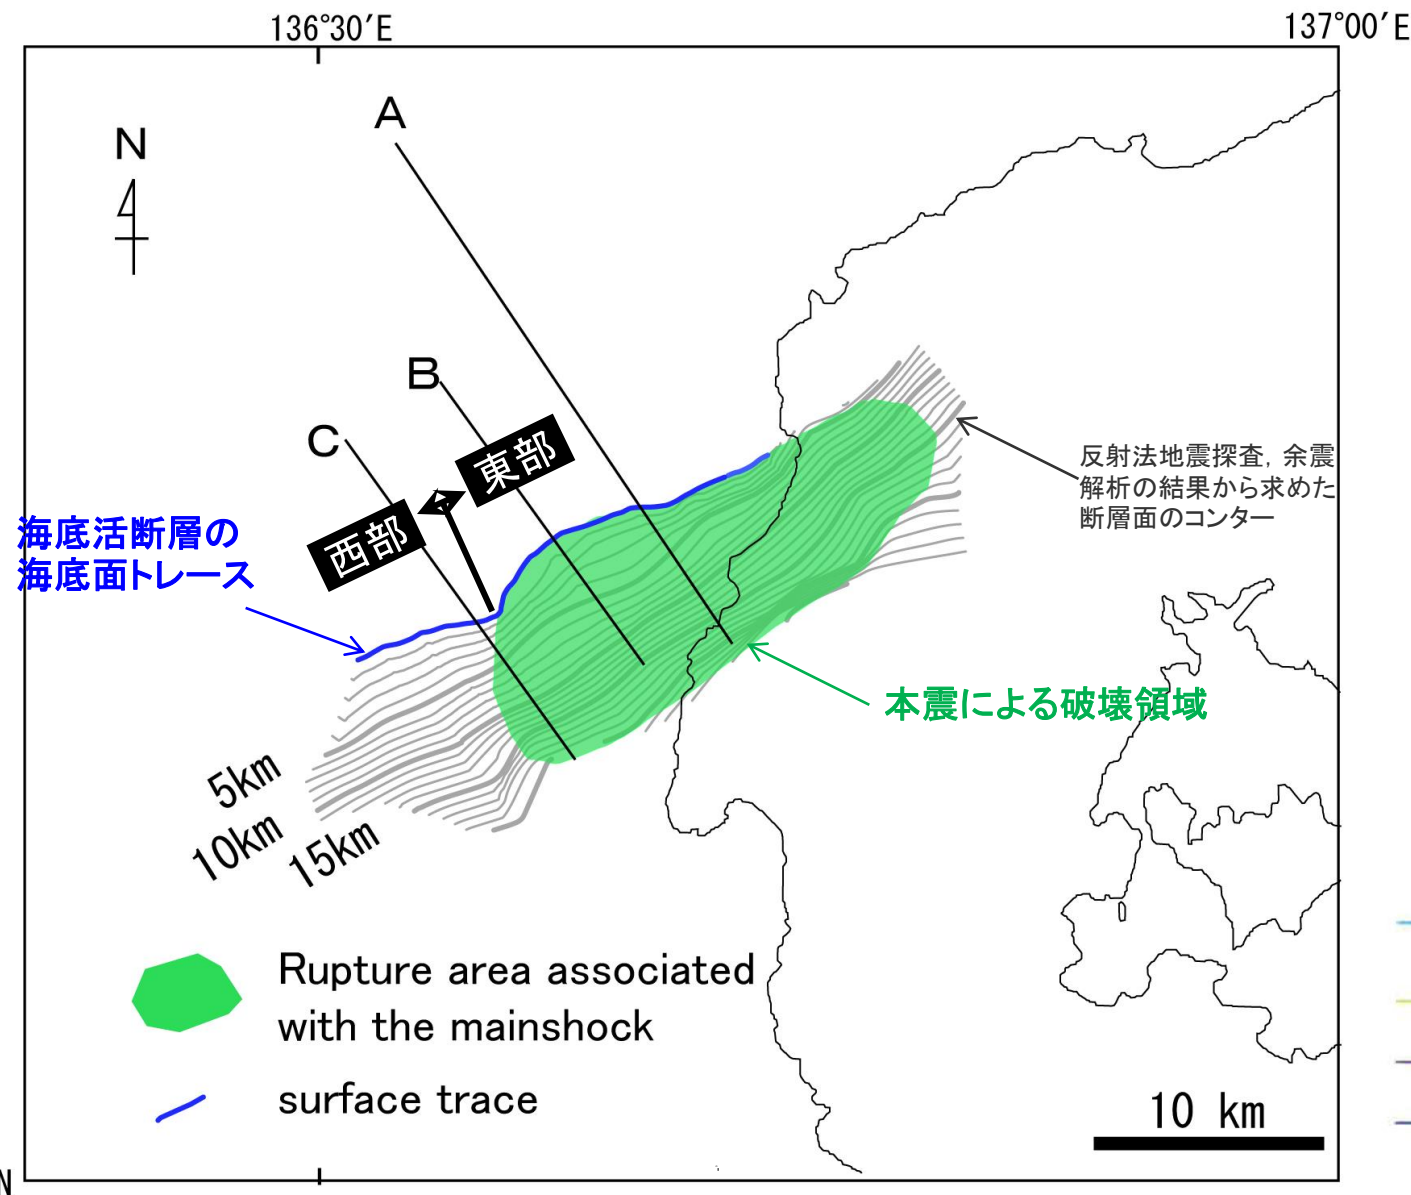 136°30′E
137°00′E
A
N
B
C
東部
西部
海底活断層の
海底面トレース
反射法地震探査, 余震
解析の結果から求めた
断層面のコンター
本震による破壊領域
5km
10km
15km
Rupture area associated
with the mainshock
surface trace
10 km
N